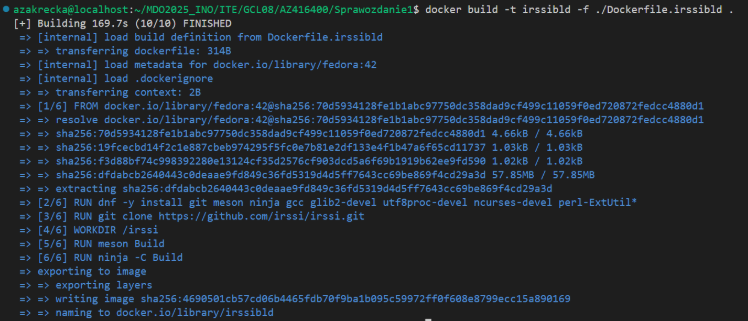 azakrecka@localhost:~/MDO2025_INO/ITE/GCL08/AZ416400/Sprawozdanie1$ docker build -t irssibld -f ./Dockerfile.irssibld .
[+] Building 169.7s (10/10) FINISHED
=> [internal] load build definition from Dockerfile.irssibld
=> => transferring dockerfile: 314B
=> [internal] load metadata for docker.io/library/fedora:42
=> [internal] load .dockerignore
=> => transferring context: 2B
=> [1/6] FROM docker.io/library/fedora:42@sha256:70d5934128fe1b1abc97750dc358dad9cf499c11059f0ed720872fedcc4880d1
=> => resolve docker.io/library/fedora:42@sha256:70d5934128fe1b1abc97750dc358dad9cf499c11059f0ed720872fedcc4880d1
=> => sha256:70d5934128fe1b1abc97750dc358dad9cf499c11059f0ed720872fedcc4880d1 4.66kB / 4.66kB
=> => sha256:19fcecbd14f2c1e887cbeb974295f5fc0e7b81e2df133e4f1b47a6f65cd11737 1.03kB / 1.03kB
=> => sha256:f3d88bf74c998392280e13124cf35d2576cf903dcd5a6f69b1919b62ee9fd590 1.02kB / 1.02kB
=> => sha256:dfdabcb2640443c0deaae9fd849c36fd5319d4d5ff7643cc69be869f4cd29a3d 57.85MB / 57.85MB
=> => extracting sha256:dfdabcb2640443c0deaae9fd849c36fd5319d4d5ff7643cc69be869f4cd29a3d
=> [2/6] RUN dnf -y install git meson ninja gcc glib2-devel utf8proc-devel ncurses-devel perl-ExtUtil*
=> [3/6] RUN git clone https://github.com/irssi/irssi.git
=> [4/6] WORKDIR /irssi
=> [5/6] RUN meson Build
=> [6/6] RUN ninja -C Build
=> exporting to image
=> => exporting layers
=> => writing image sha256:4690501cb57cd06b4465fdb70f9ba1b095c59972ff0f608e8799ecc15a890169
=> => naming to docker.io/library/irssibld